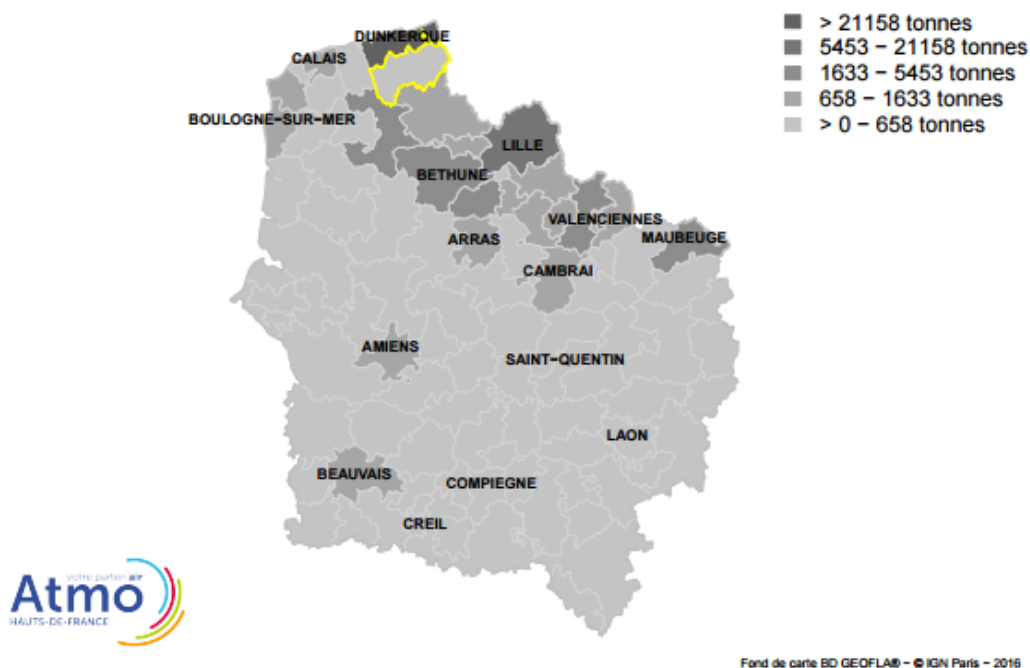 > 21158 tonnes
5453 − 21158 tonnes
1633 − 5453 tonnes
658 − 1633 tonnes
> 0 − 658 tonnes
DUNKERQUE
CALAIS
BOULOGNE−SUR−MER
LILLE
BETHUNE
VALENCIENNES
ARRAS
MAUBEUGE
CAMBRAI
AMIENS
SAINT−QUENTIN
LAON
BEAUVAIS
COMPIEGNE
CREIL
votre partenair
Atmo
HAUTS-DE-FRANCE
Fond de carte BD GEOFLA® − © IGN Paris − 2016